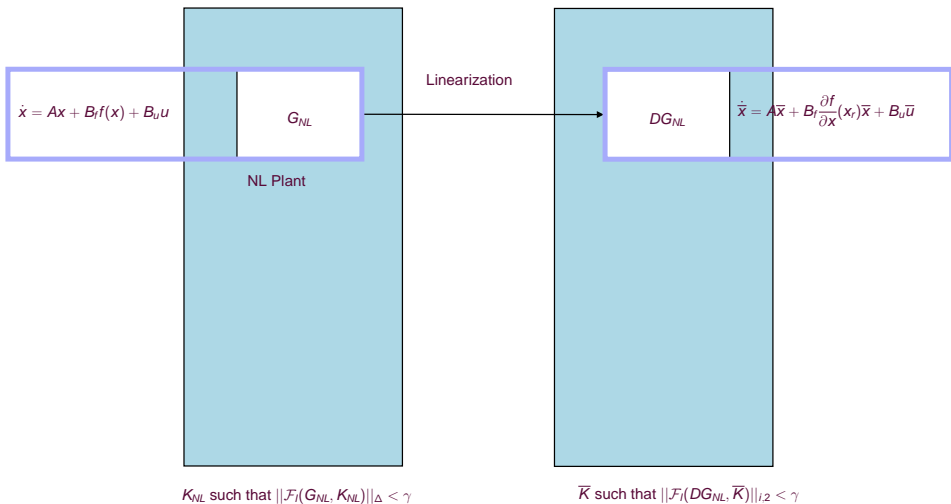 Linearization
ẋ = Ax + B_f f(x) + B_u u
G_NL
DG_NL
ẋ̅ = Ax̅ + B_f ∂f/∂x (x_r)x̅ + B_u u̅
NL Plant
K_NL such that ||F_l(G_NL, K_NL)||_Δ < γ
K̅ such that ||F_l(DG_NL, K̅)||_i,2 < γ